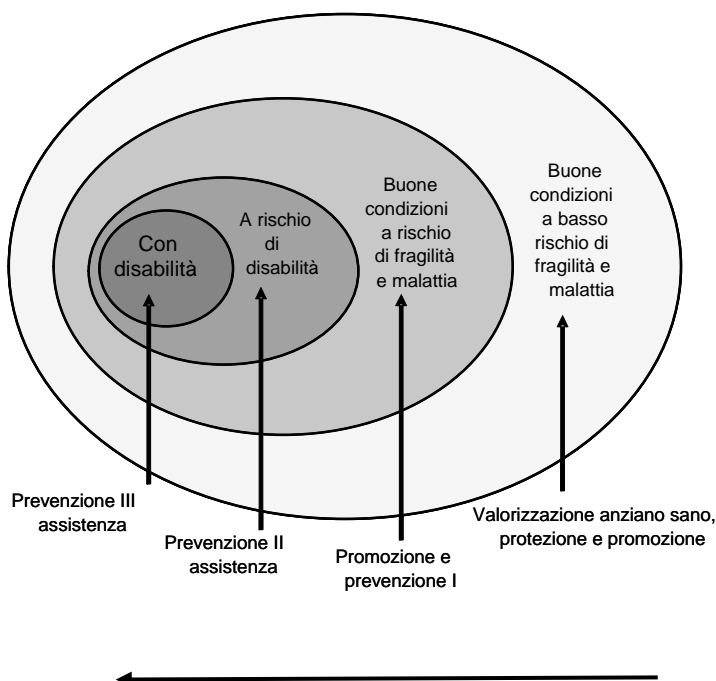 Con
disabilità
A rischio
di
disabilità
Buone
condizioni
a rischio
di fragilità
e malattia
Buone
condizioni
a basso
rischio di
fragilità e
malattia
Prevenzione III
assistenza
Prevenzione II
assistenza
Promozione e
prevenzione I
Valorizzazione anziano sano,
protezione e promozione